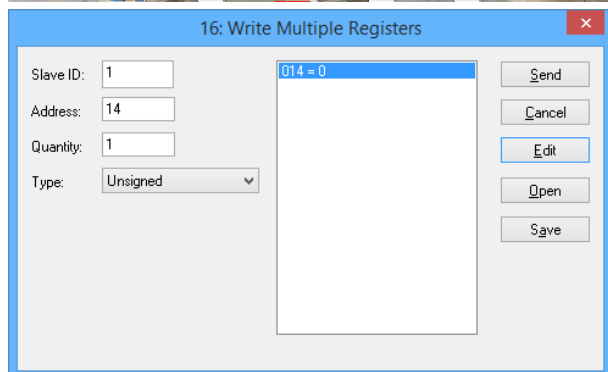 16: Write Multiple Registers
Slave ID: 1
Address: 14
Quantity: 1
Type: Unsigned
014 = 0
Send
Cancel
Edit
Open
Save